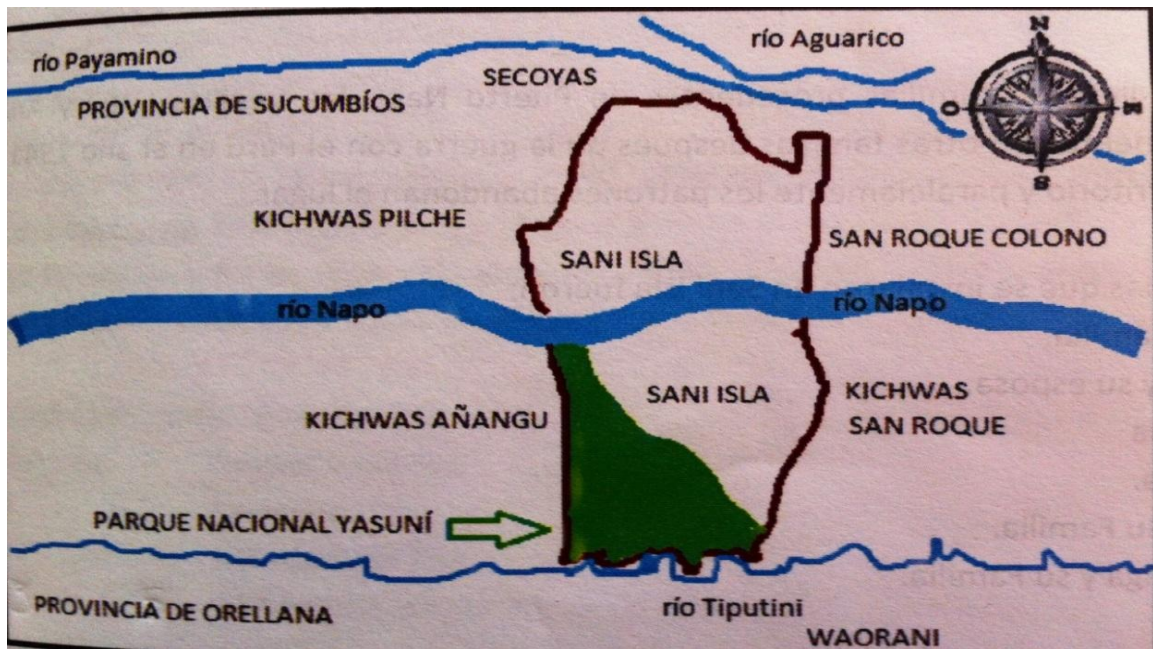 N
río Payamino
río Aguarico
SECOYAS
PROVINCIA DE SUCUMBÍOS
O
E
S
KICHWAS PILCHE
SAN ROQUE COLONO
SANI ISLA
río Napo
río Napo
SANI ISLA
KICHWAS
SAN ROQUE
KICHWAS AÑANGU
PARQUE NACIONAL YASUNÍ
PROVINCIA DE ORELLANA
río Tiputini
WAORANI